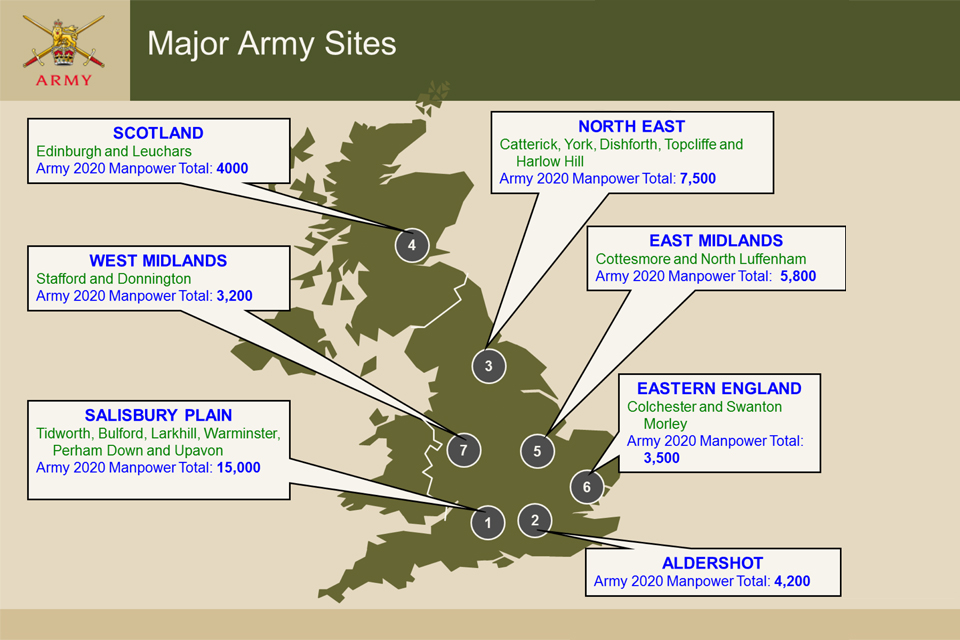 ARMY
Major Army Sites
SCOTLAND
Edinburgh and Leuchars
Army 2020 Manpower Total: 4000
NORTH EAST
Catterick, York, Dishforth, Topcliffe and
Harlow Hill
Army 2020 Manpower Total: 7,500
WEST MIDLANDS
Stafford and Donnington
Army 2020 Manpower Total: 3,200
EAST MIDLANDS
Cottesmore and North Luffenham
Army 2020 Manpower Total: 5,800
SALISBURY PLAIN
Tidworth, Bulford, Larkhill, Warminster,
Perham Down and Upavon
Army 2020 Manpower Total: 15,000
EASTERN ENGLAND
Colchester and Swanton
Morley
Army 2020 Manpower Total:
3,500
ALDERSHOT
Army 2020 Manpower Total: 4,200
4
3
7
5
6
1
2